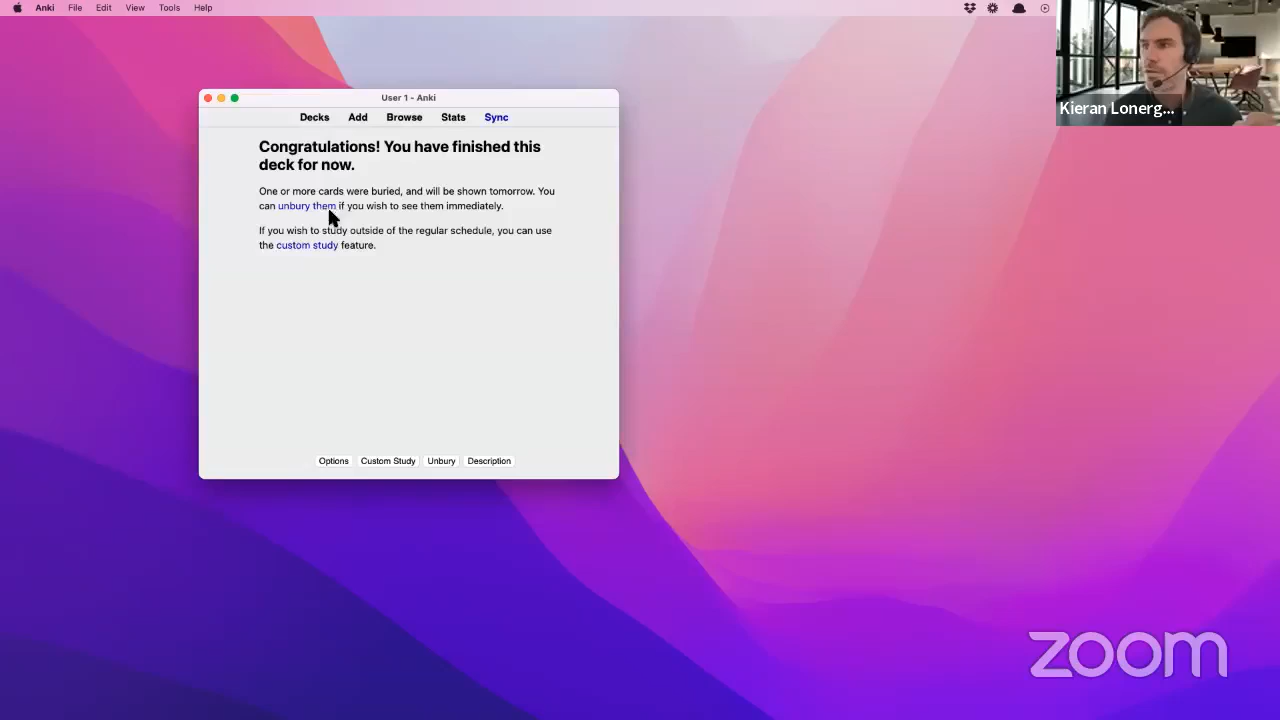 Anki File Edit View Tools Help
Kieran Lonerg...
User 1 - Anki
Decks Add Browse Stats Sync
Congratulations! You have finished this
deck for now.
One or more cards were buried, and will be shown tomorrow. You
can unbury them if you wish to see them immediately.
If you wish to study outside of the regular schedule, you can use
the custom study feature.
Options Custom Study Unbury Description
zoom